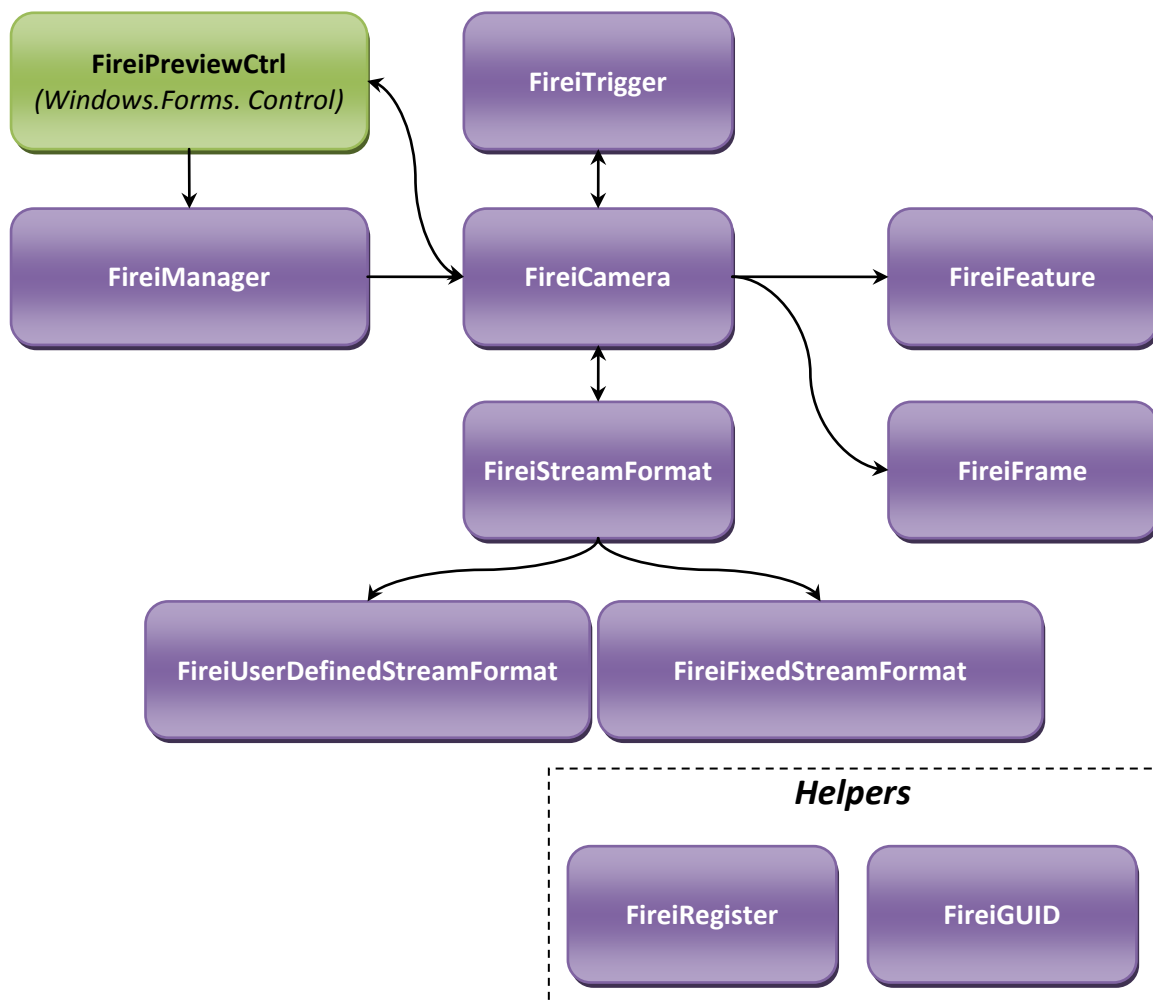 FireiPreviewCtrl
(Windows.Forms. Control)
FireiTrigger
FireiManager
FireiCamera
FireiFeature
FireiStreamFormat
FireiFrame
FireiUserDefinedStreamFormat
FireiFixedStreamFormat
Helpers
FireiRegister
FireiGUID